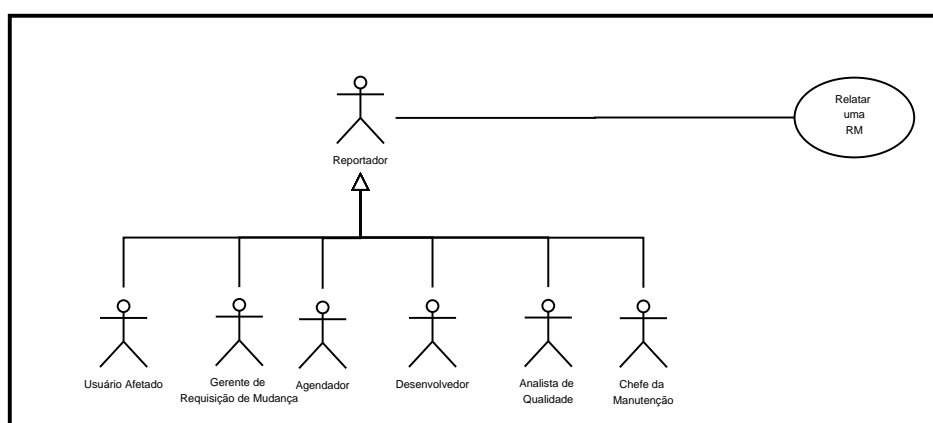 Relatar
uma
RM
Reportador
Usuário Afetado
Gerente de
Requisição de Mudança
Agendador
Desenvolvedor
Analista de
Qualidade
Chefe da
Manutenção